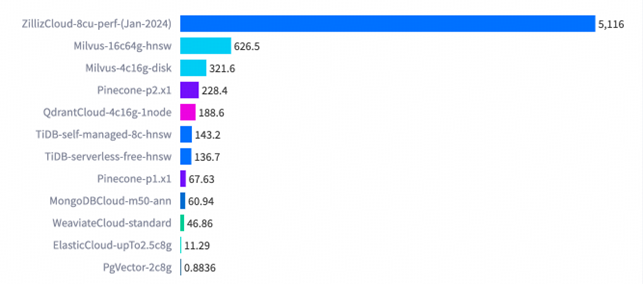 ZillizCloud-8cu-perf-(Jan-2024) 5,116
Milvus-16c64g-hnsw 626.5
Milvus-4c16g-disk 321.6
Pinecone-p2.x1 228.4
QdrantCloud-4c16g-1node 188.6
TiDB-self-managed-8c-hnsw 143.2
TiDB-serverless-free-hnsw 136.7
Pinecone-p1.x1 67.63
MongoDBCloud-m50-ann 60.94
WeaviateCloud-standard 46.86
ElasticCloud-upTo2.5c8g 11.29
PgVector-2c8g 0.8836